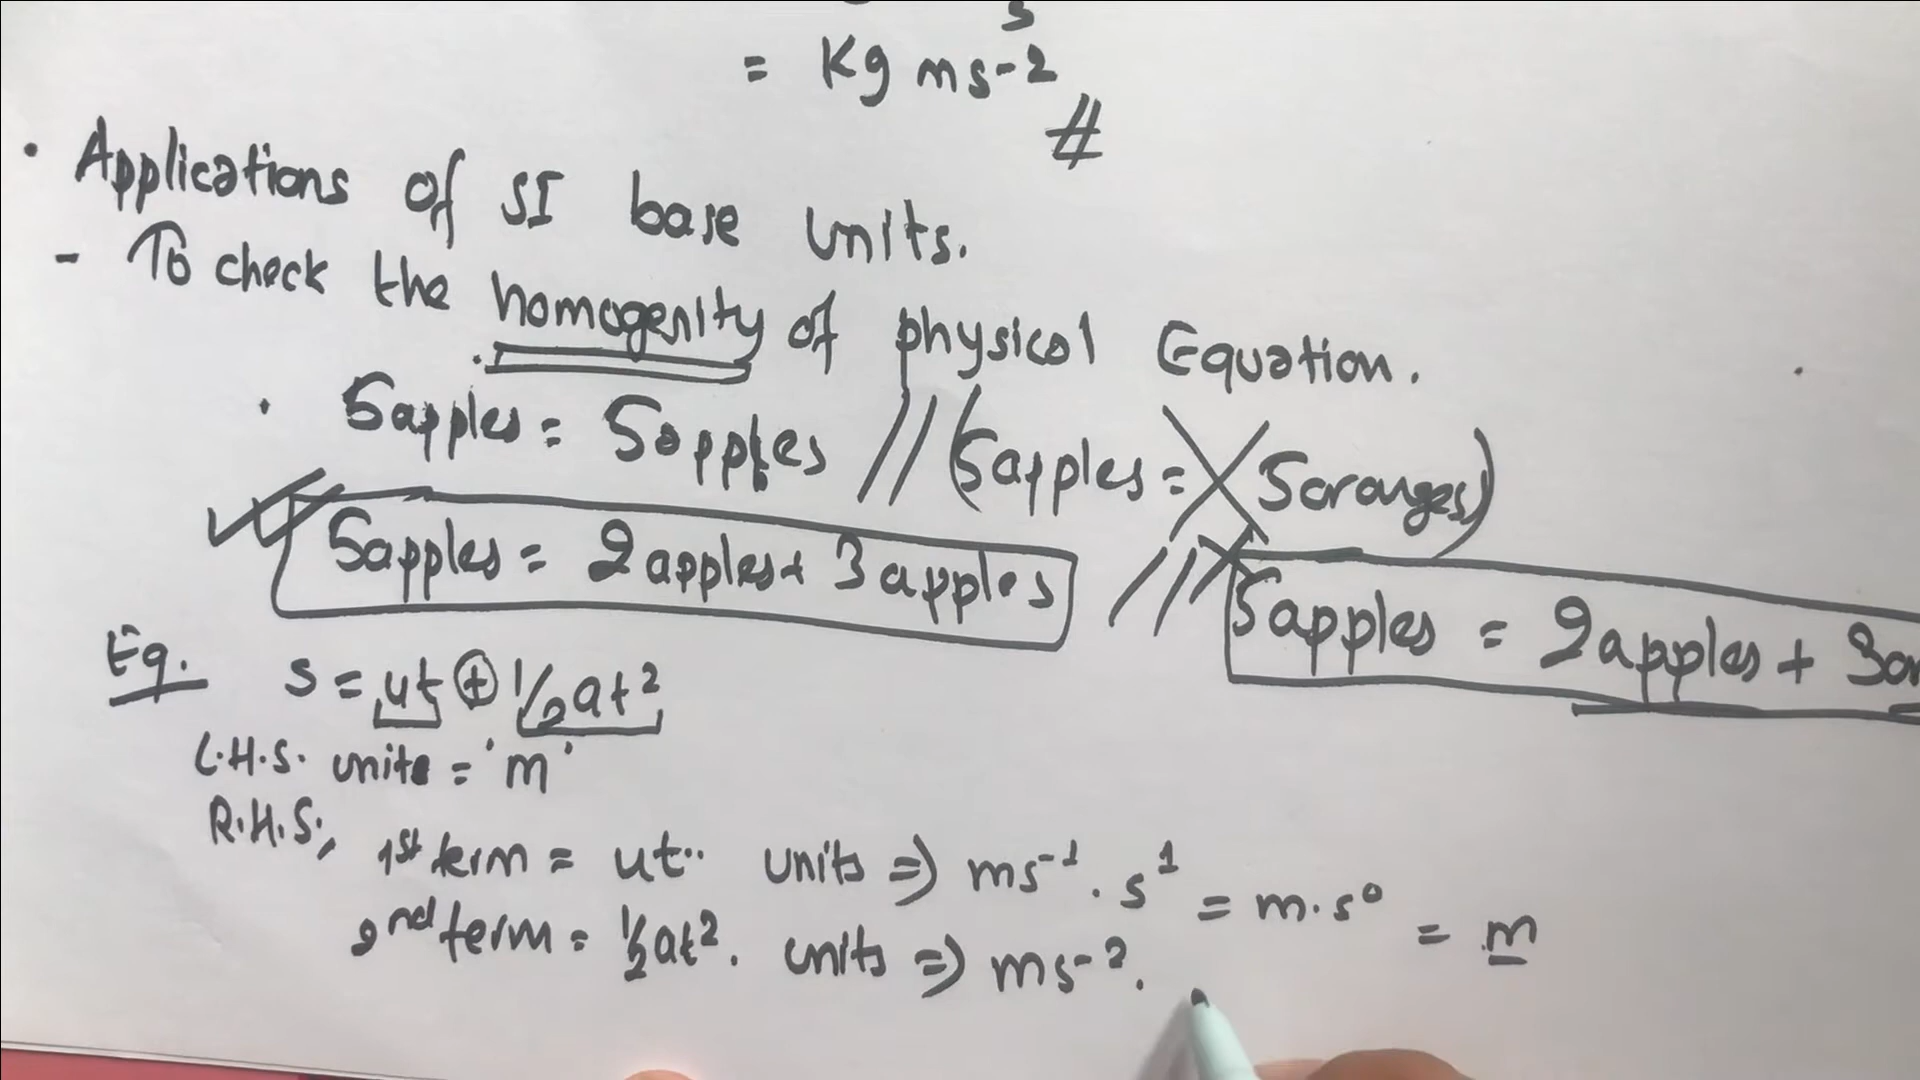 s
= Kg ms-2
#
• Applications of SI base units.
- To check the homogenity of physical Equation.
• 5apples = 5apples // (5apples = 5oranges)
5apples = 2apples + 3apples // 5apples = 2apples + 3or
Eg. s = ut + 1/2at²
L.H.S. units = 'm'
R.H.S.,
1st term = ut.. units => ms⁻¹ . s¹ = m.s⁰ = m
2nd term = 1/2at². units => ms⁻².